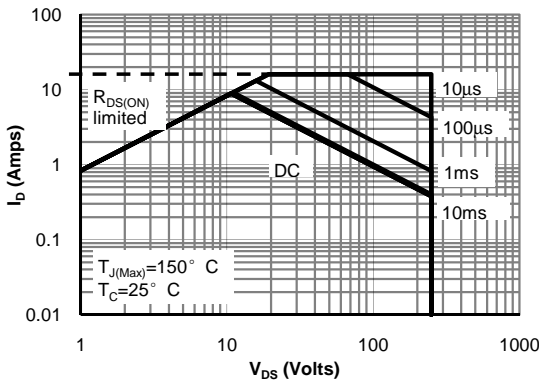 100
10
1
0.1
0.01
I_D (Amps)
R_DS(ON)
limited
10µs
100µs
1ms
10ms
DC
T_J(Max)=150° C
T_C=25° C
1
10
100
1000
V_DS (Volts)